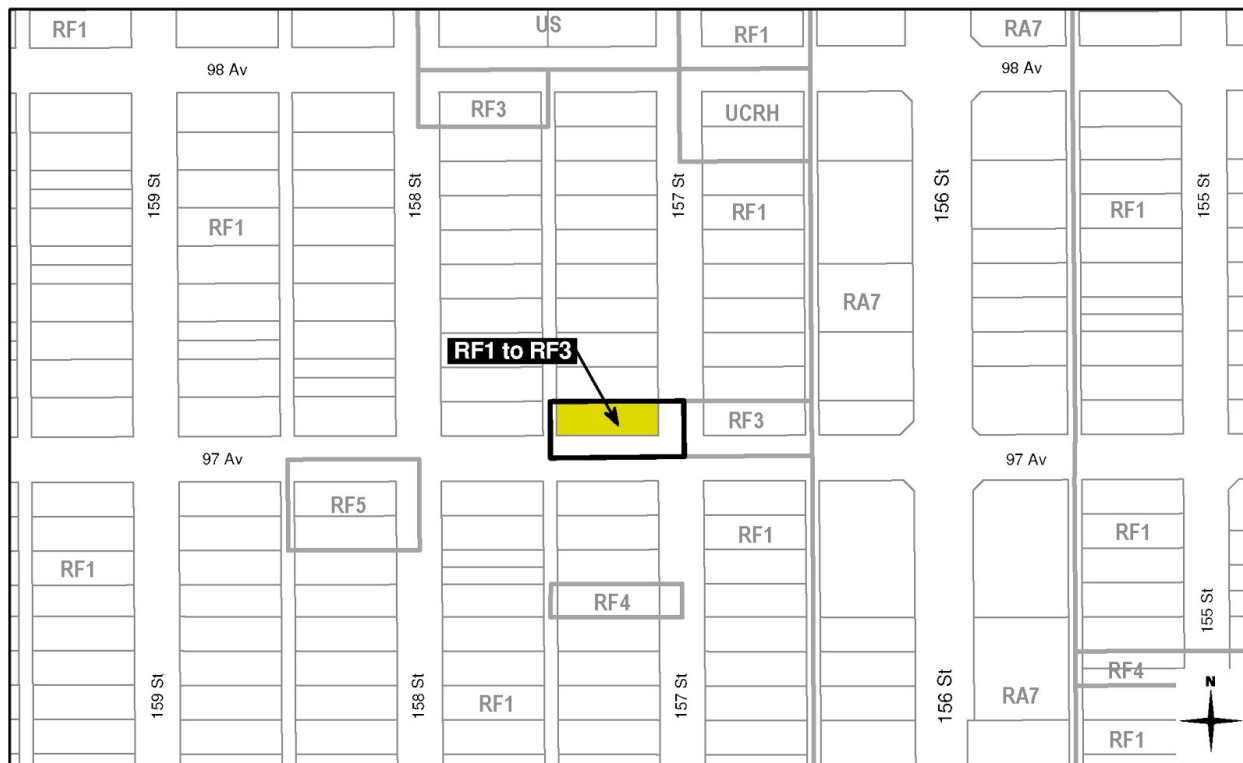 RF1
US
RF1
RA7
98 Av
98 Av
RF3
UCRH
159 St
158 St
157 St
156 St
155 St
RF1
RF1
RF1
RA7
RF1 to RF3
RF3
97 Av
97 Av
RF5
RF1
RF1
RF1
RF4
159 St
158 St
157 St
156 St
155 St
RF1
RA7
RF4
N
RF1